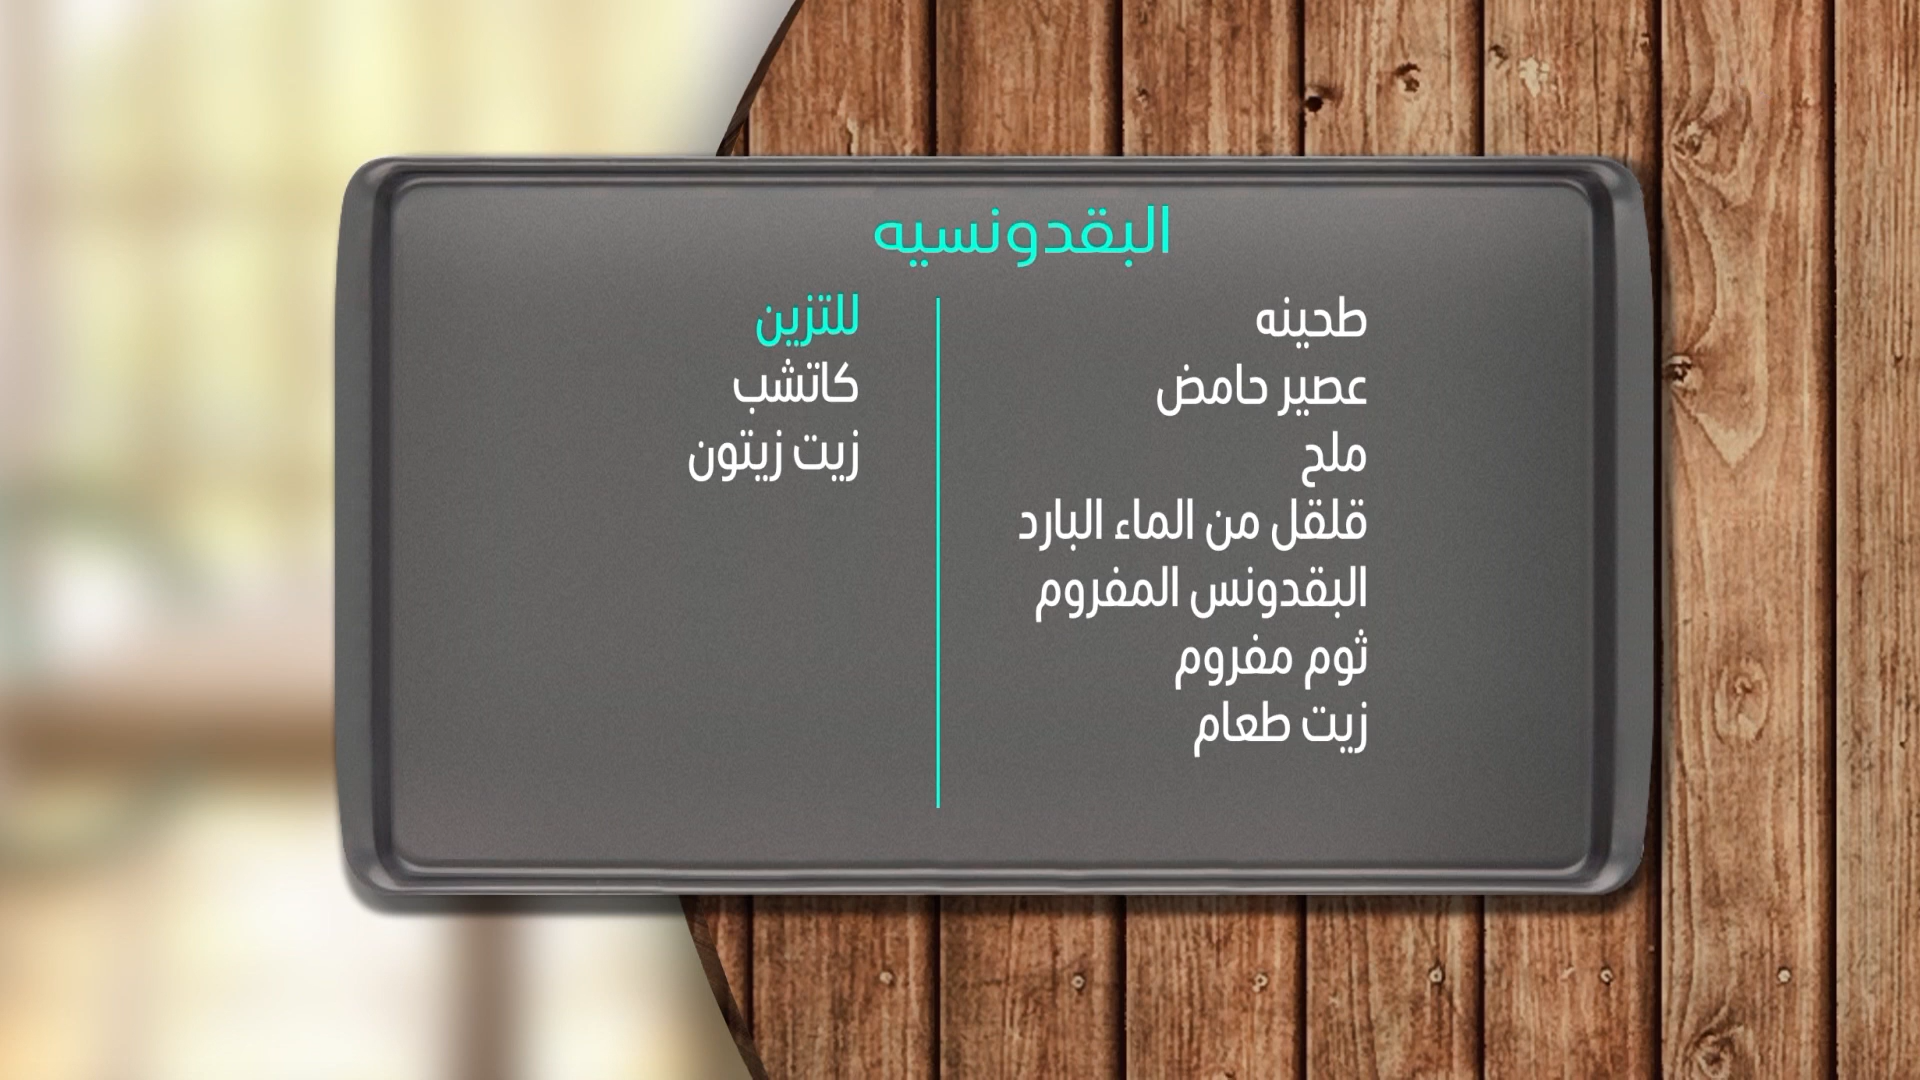 البقدونسيه
طحينه
عصير حامض
ملح
قلقل من الماء البارد
البقدونس المفروم
ثوم مفروم
زيت طعام
للتزين
كاتشب
زيت زيتون